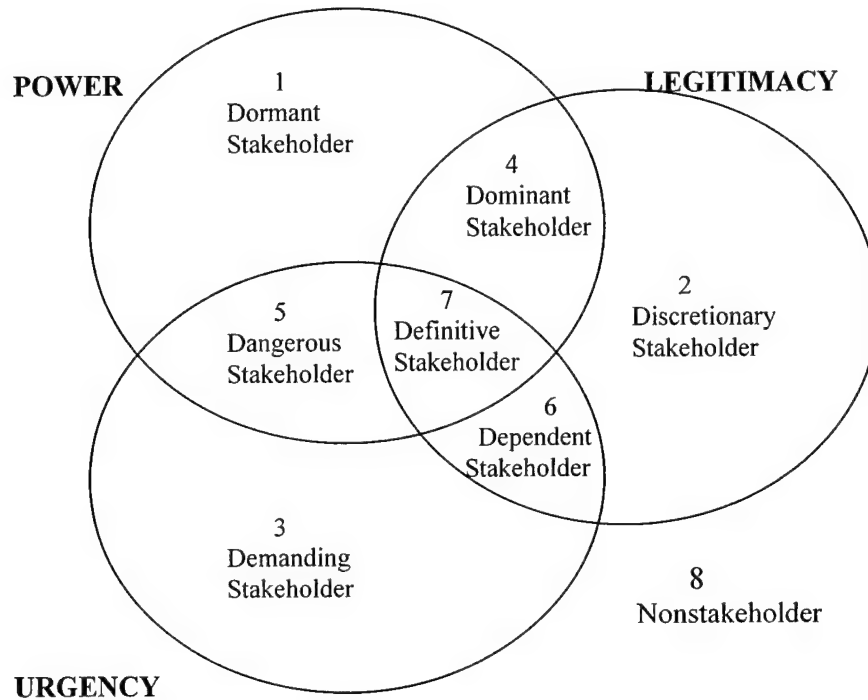 POWER
1
Dormant
Stakeholder
LEGITIMACY
4
Dominant
Stakeholder
5
Dangerous
Stakeholder
7
Definitive
Stakeholder
2
Discretionary
Stakeholder
6
Dependent
Stakeholder
3
Demanding
Stakeholder
8
Nonstakeholder
URGENCY